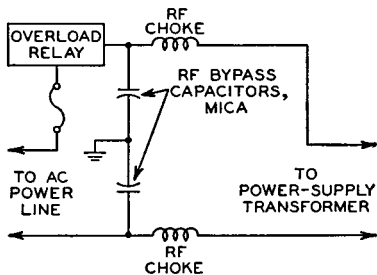 RF
CHOKE
OVERLOAD
RELAY
RF BYPASS
CAPACITORS,
MICA
TO AC
POWER
LINE
TO
POWER-SUPPLY
TRANSFORMER
RF
CHOKE